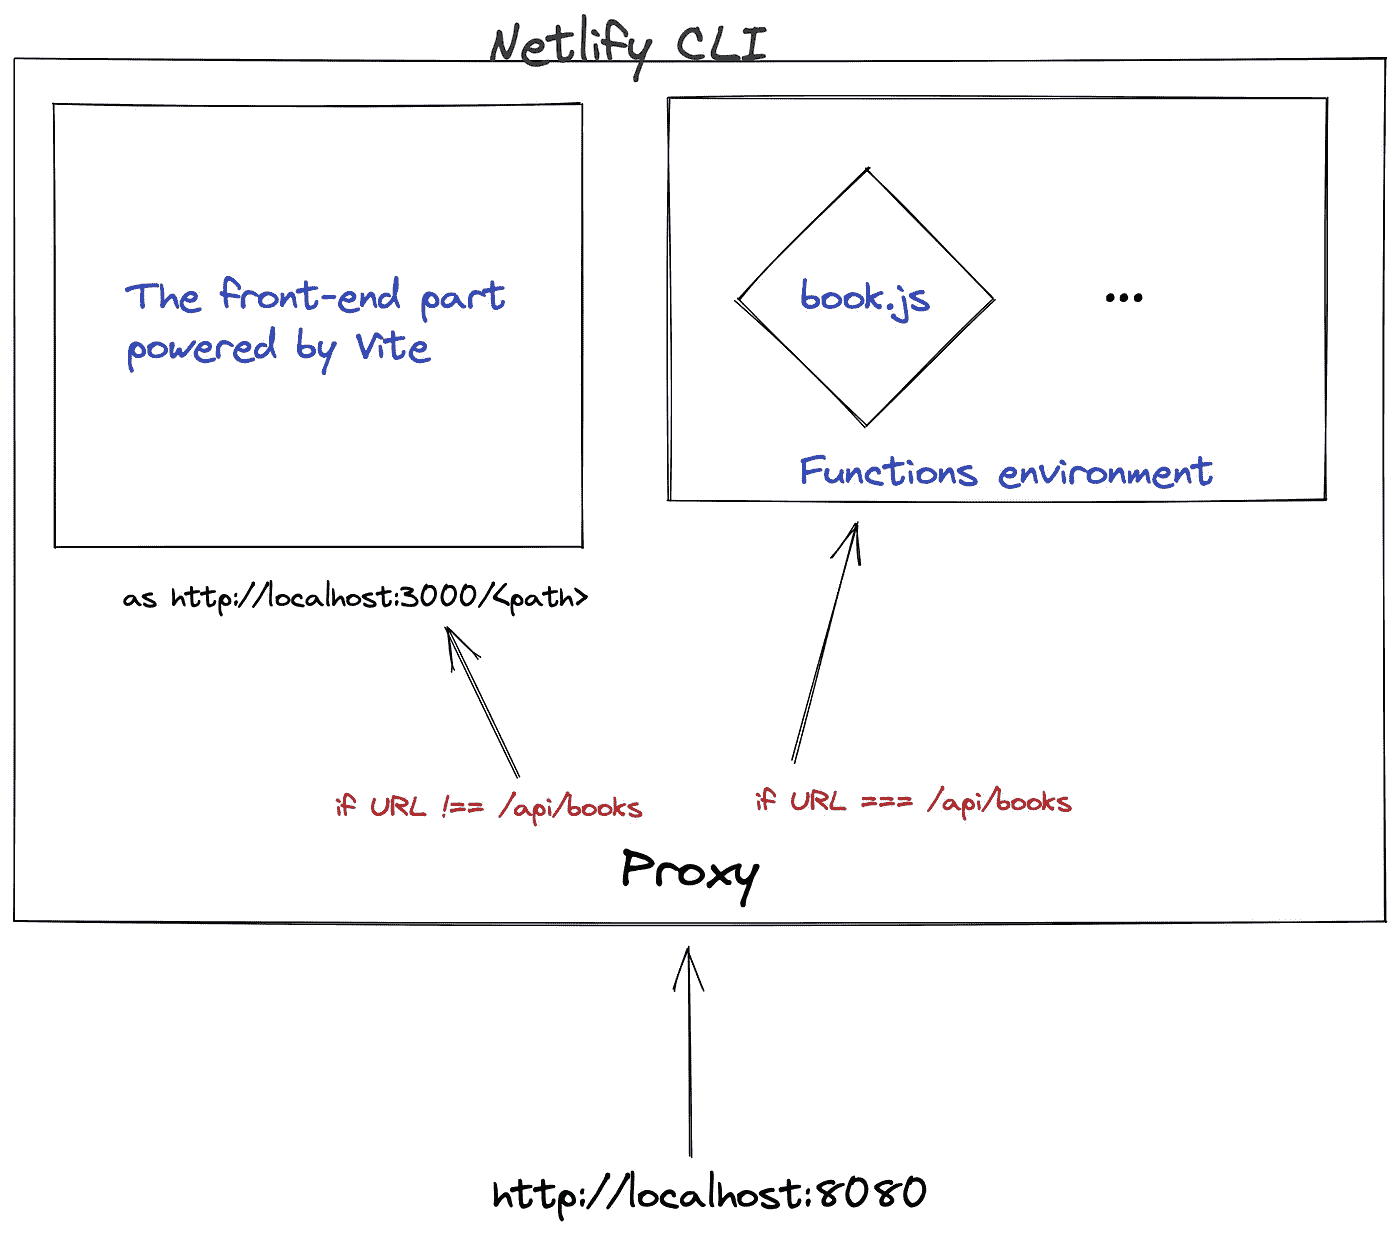 Netlify CLI
The front-end part
powered by Vite
book.js
...
Functions environment
as http://localhost:3000/<path>
if URL !== /api/books
if URL === /api/books
Proxy
http://localhost:8080